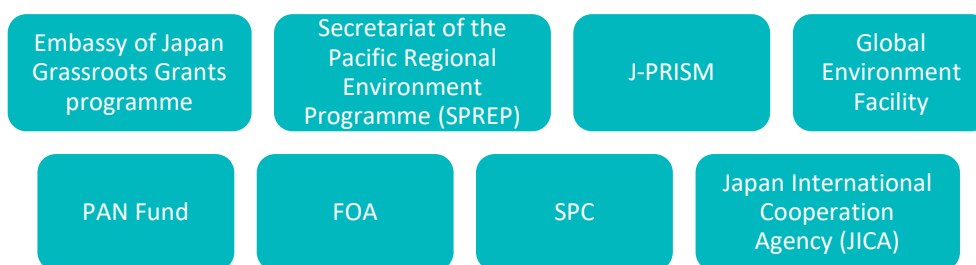 Embassy of Japan
Grassroots Grants
programme
Secretariat of the
Pacific Regional
Environment
Programme (SPREP)
J-PRISM
Global
Environment
Facility
PAN Fund
FOA
SPC
Japan International
Cooperation
Agency (JICA)